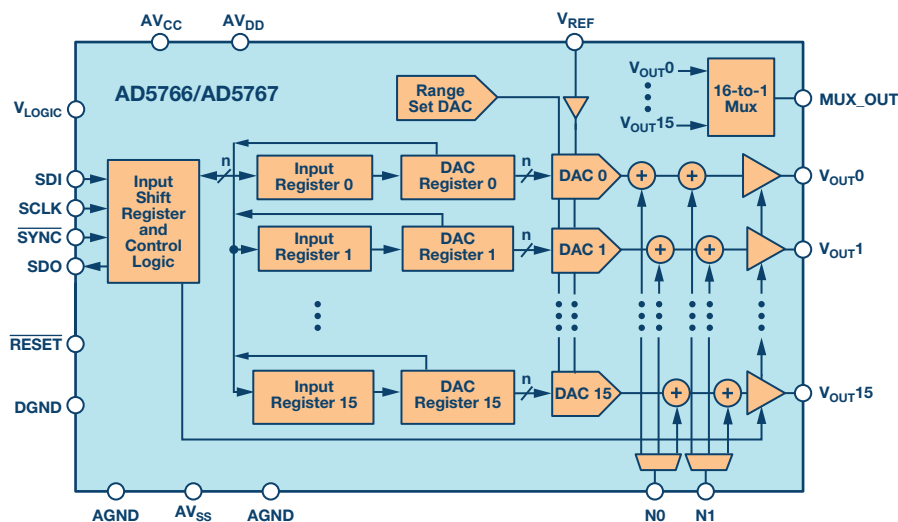 AVCC
AVDD
VREF
AD5766/AD5767
VLOGIC
Range
Set DAC
VOUT0
VOUT15
16-to-1
Mux
MUX_OUT
SDI
SCLK
SYNC
SDO
Input
Shift
Register
and
Control
Logic
n
Input
Register 0
DAC
Register 0
n
DAC 0
+
+
VOUT0
Input
Register 1
DAC
Register 1
n
DAC 1
+
+
VOUT1
RESET
DGND
Input
Register 15
DAC
Register 15
n
DAC 15
+
+
VOUT15
AGND
AVSS
AGND
N0
N1